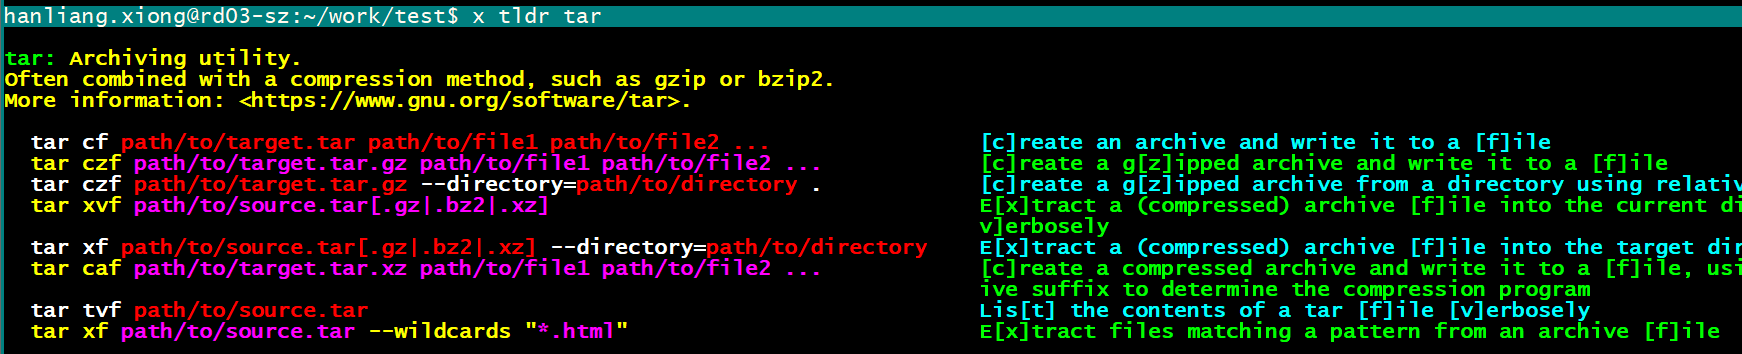 hanliang.xiong@rd03-sz:~/work/test$ x tldr tar
tar: Archiving utility.
Often combined with a compression method, such as gzip or bzip2.
More information: <https://www.gnu.org/software/tar>.
tar cf path/to/target.tar path/to/file1 path/to/file2 ... [c]reate an archive and write it to a [f]ile
tar czf path/to/target.tar.gz path/to/file1 path/to/file2 ... [c]reate a g[z]ipped archive and write it to a [f]ile
tar czf path/to/target.tar.gz --directory=path/to/directory . [c]reate a g[z]ipped archive from a directory using relativ
tar xvf path/to/source.tar[.gz|.bz2|.xz] E[x]tract a (compressed) archive [f]ile into the current di
v]erbosely
tar xf path/to/source.tar[.gz|.bz2|.xz] --directory=path/to/directory E[x]tract a (compressed) archive [f]ile into the target dir
tar caf path/to/target.tar.xz path/to/file1 path/to/file2 ... [c]reate a compressed archive and write it to a [f]ile, usi
ive suffix to determine the compression program
tar tvf path/to/source.tar Lis[t] the contents of a tar [f]ile [v]erbosely
tar xf path/to/source.tar --wildcards "*.html" E[x]tract files matching a pattern from an archive [f]ile